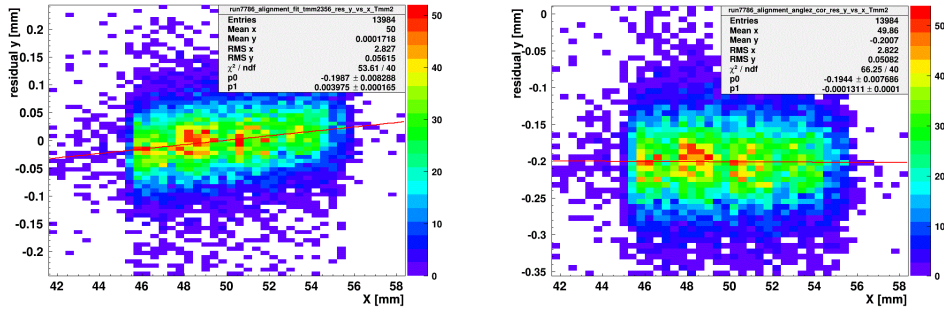 run7786_alignment_fit_tmm2356_res_y_vs_x_Tmm2
Entries 13984
Mean x 50
Mean y 0.0001718
RMS x 2.827
RMS y 0.05615
χ² / ndf 53.61 / 40
p0 -0.1987 ± 0.008288
p1 0.003975 ± 0.000165
residual y [mm]
0.2
0.15
0.1
0.05
0
-0.05
-0.1
-0.15
-0.2
42 44 46 48 50 52 54 56 58
X [mm]
50
40
30
20
10
0
run7786_alignment_anglez_cor_res_y_vs_x_Tmm2
Entries 13984
Mean x 49.86
Mean y -0.2007
RMS x 2.822
RMS y 0.05082
χ² / ndf 66.25 / 40
p0 -0.1944 ± 0.007686
p1 -0.0001311 ± 0.0001
residual y [mm]
0
-0.05
-0.1
-0.15
-0.2
-0.25
-0.3
-0.35
42 44 46 48 50 52 54 56 58
X [mm]
50
40
30
20
10
0